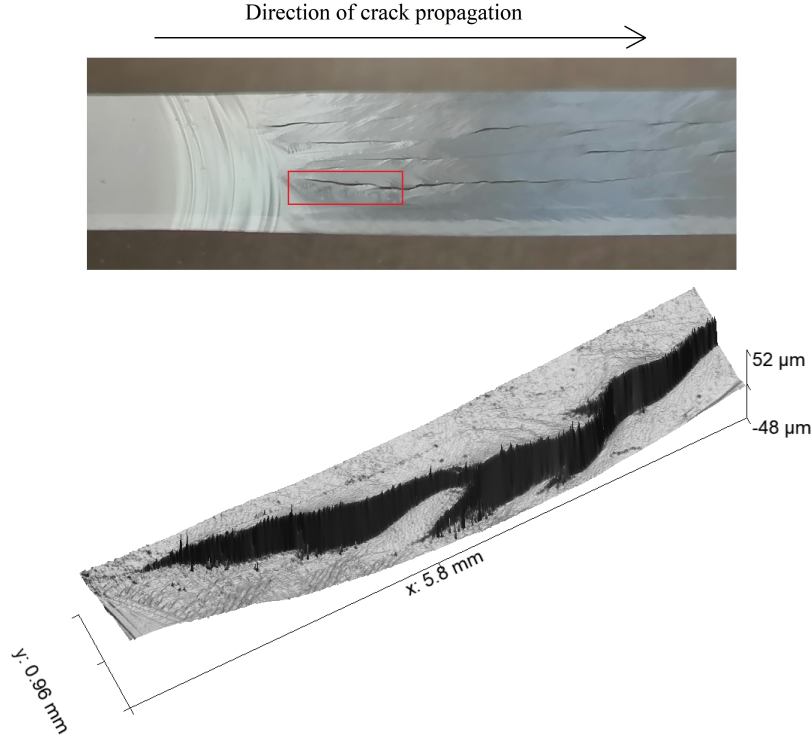 Direction of crack propagation
52 µm
-48 µm
x: 5.8 mm
y: 0.96 mm